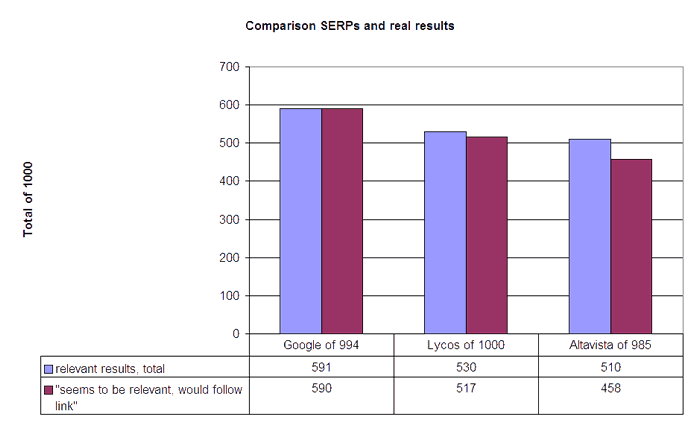 Comparison SERPs and real results
Total of 1000
700
600
500
400
300
200
100
0
Google of 994 Lycos of 1000 Altavista of 985
relevant results, total 591 530 510
"seems to be relevant, would follow 590 517 458
link"